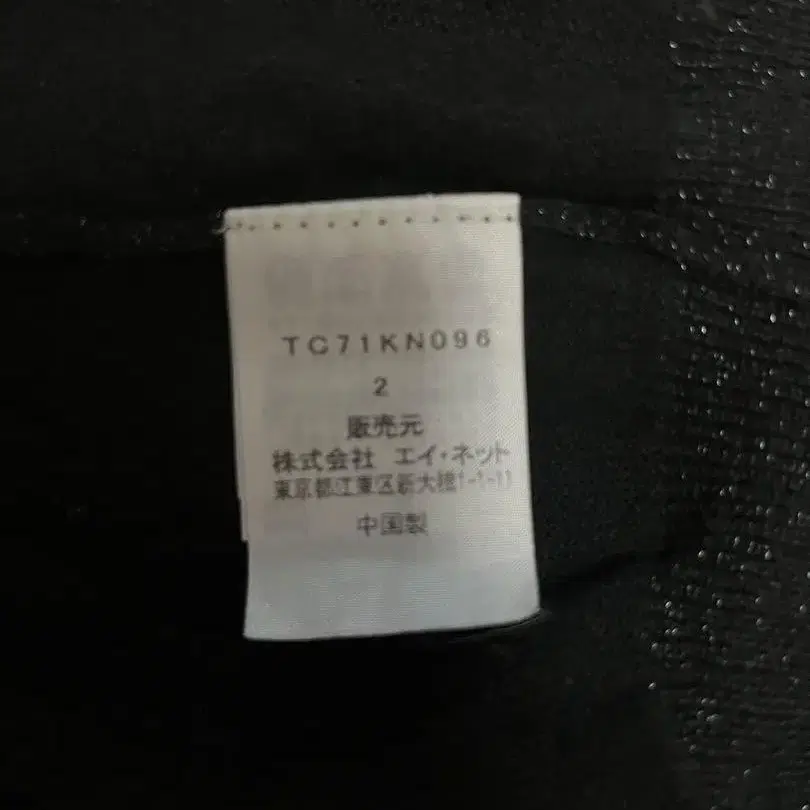 TC71KN096
2
販売元
株式会社 エイ・ネット
東京都江東区新大橋1-1-11
中国製